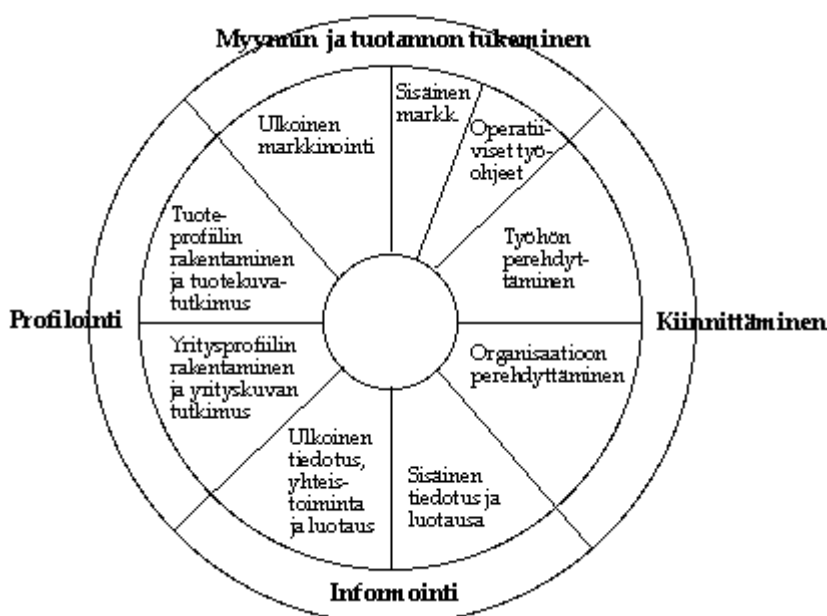 Myynnin ja tuotannon tukeminen
Ulkoinen
markkinointi
Sisäinen
markk.
Operatii-
viset työ-
ohjeet
Tuote-
profiilin
rakentaminen
ja tuotekuva-
tutkimus
Työhön
perehdyt-
täminen
Profilointi
Kiinnittäminen
Yritysprofiilin
rakentaminen
ja yrityskuvan
tutkimus
Organisaatioon
perehdyttäminen
Ulkoinen
tiedotus,
yhteis-
toiminta
ja luotaus
Sisäinen
tiedotus ja
luotausa
Informointi